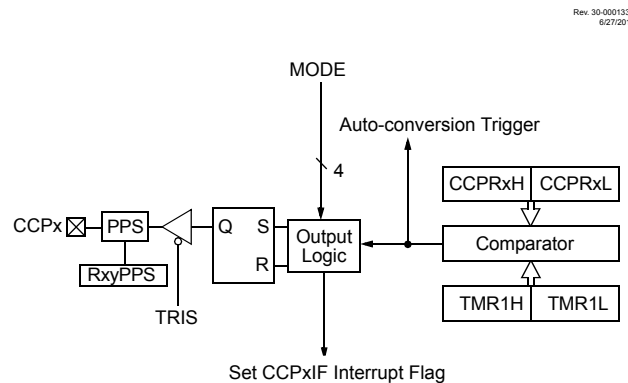 Rev. 30-000133
6/27/201
MODE
Auto-conversion Trigger
4
CCPRxH CCPRxL
CCPx PPS Q S Output Logic Comparator
R
RxyPPS
TMR1H TMR1L
TRIS
Set CCPxIF Interrupt Flag